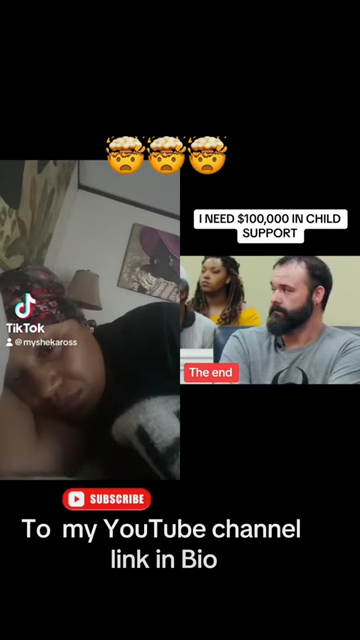 I NEED $100,000 IN CHILD
SUPPORT
TikTok
@myshekaross
The end
SUBSCRIBE
To my YouTube channel
link in Bio